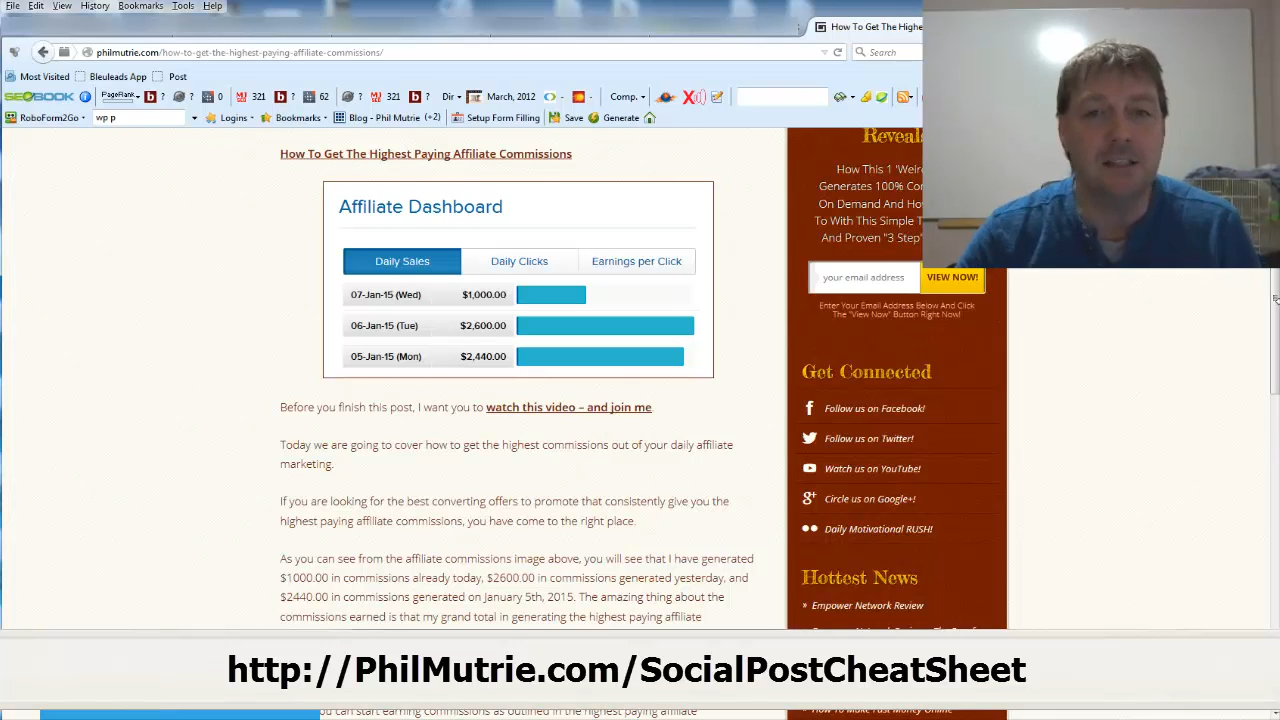 File Edit View History Bookmarks Tools Help
How To Get The Highe
philmutrie.com/how-to-get-the-highest-paying-affiliate-commissions/
Search
Most Visited Bleuleads App Post
SEOBOOK PageRank ? ? 0 321 ? 62 ? 321 Dir March, 2012 Comp.
RoboForm2Go wp p Logins Bookmarks Blog - Phil Mutrie (+2) Setup Form Filling Save Generate
How To Get The Highest Paying Affiliate Commissions
Affiliate Dashboard
Daily Sales Daily Clicks Earnings per Click
07-Jan-15 (Wed) $1,000.00
06-Jan-15 (Tue) $2,600.00
05-Jan-15 (Mon) $2,440.00
Before you finish this post, I want you to watch this video – and join me.
Today we are going to cover how to get the highest commissions out of your daily affiliate
marketing.
If you are looking for the best converting offers to promote that consistently give you the
highest paying affiliate commissions, you have come to the right place.
As you can see from the affiliate commissions image above, you will see that I have generated
$1000.00 in commissions already today, $2600.00 in commissions generated yesterday, and
$2440.00 in commissions on January 5th, 2015. The amazing thing about the
commissions earned is that my grand total in generating the highest paying affiliate
Reveals
How This 1
Generates 100%
On Demand And
To With This Simple
And Proven "3 Step"
your email address VIEW NOW!
Enter Your Email Address Below And Click
The "View Now" Button Right Now!
Get Connected
Follow us on Facebook!
Follow us on Twitter!
Watch us on YouTube!
Circle us on Google+!
Daily Motivational RUSH!
Hottest News
» Empower Network Review
http://PhilMutrie.com/SocialPostCheatSheet